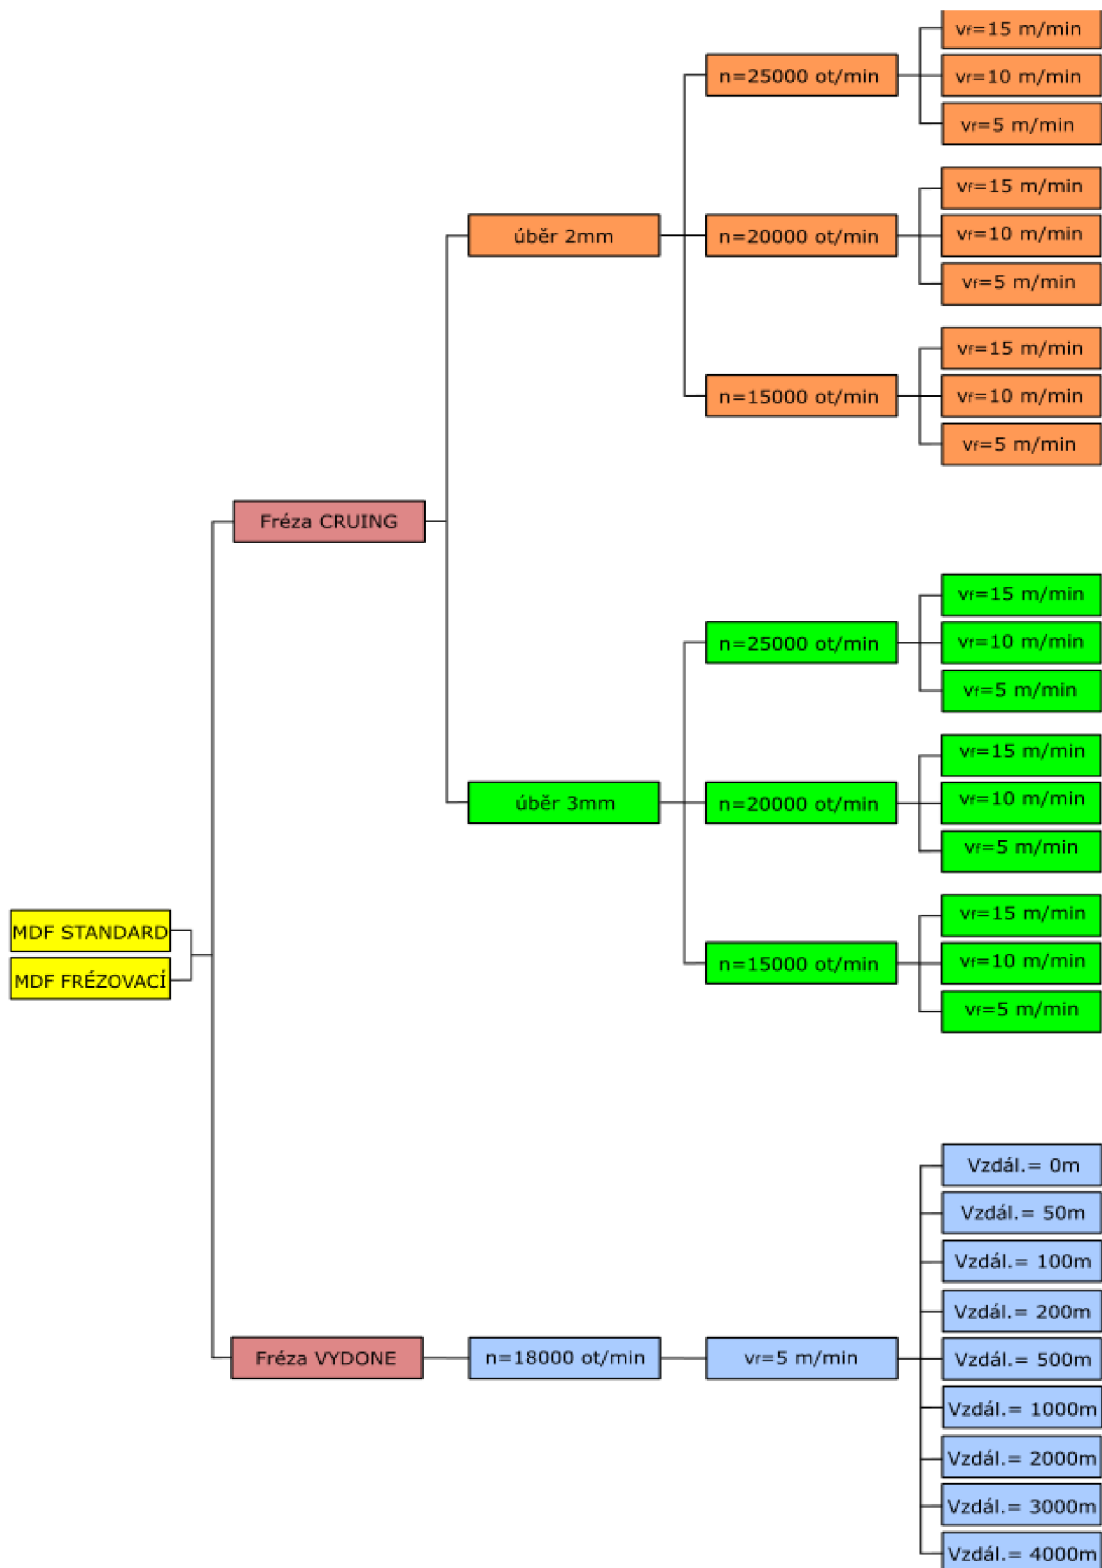 MDF STANDARD
MDF FRÉZOVACÍ
Fréza CRUING
úběr 2mm
n=25000 ot/min
vf=15 m/min
vf=10 m/min
vf=5 m/min
n=20000 ot/min
vf=15 m/min
vf=10 m/min
vf=5 m/min
n=15000 ot/min
vf=15 m/min
vf=10 m/min
vf=5 m/min
úběr 3mm
n=25000 ot/min
vf=15 m/min
vf=10 m/min
vf=5 m/min
n=20000 ot/min
vf=15 m/min
vf=10 m/min
vf=5 m/min
n=15000 ot/min
vf=15 m/min
vf=10 m/min
vf=5 m/min
Fréza VYDONE
n=18000 ot/min
vf=5 m/min
Vzdál.= 0m
Vzdál.= 50m
Vzdál.= 100m
Vzdál.= 200m
Vzdál.= 500m
Vzdál.= 1000m
Vzdál.= 2000m
Vzdál.= 3000m
Vzdál.= 4000m